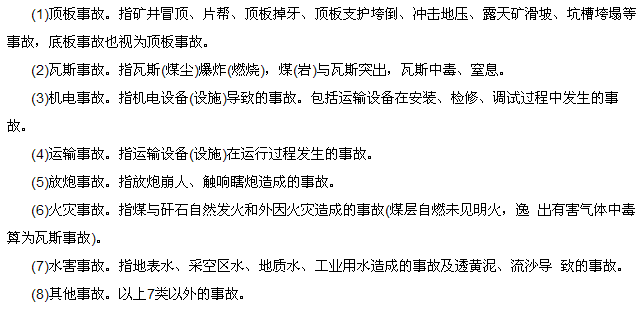 (1)顶板事故。指矿井冒顶、片帮、顶板掉牙、顶板支护垮倒、冲击地压、露天矿滑坡、坑槽垮塌等
事故，底板事故也视为顶板事故。
(2)瓦斯事故。指瓦斯(煤尘)爆炸(燃烧)，煤(岩)与瓦斯突出，瓦斯中毒、窒息。
(3)机电事故。指机电设备(设施)导致的事故。包括运输设备在安装、检修、调试过程中发生的事
故。
(4)运输事故。指运输设备(设施)在运行过程发生的事故。
(5)放炮事故。指放炮崩人、触响瞎炮造成的事故。
(6)火灾事故。指煤与矸石自然发火和外因火灾造成的事故(煤层自燃未见明火，逸 出有害气体中毒
算为瓦斯事故)。
(7)水害事故。指地表水、采空区水、地质水、工业用水造成的事故及透黄泥、流沙导 致的事故。
(8)其他事故。以上7类以外的事故。